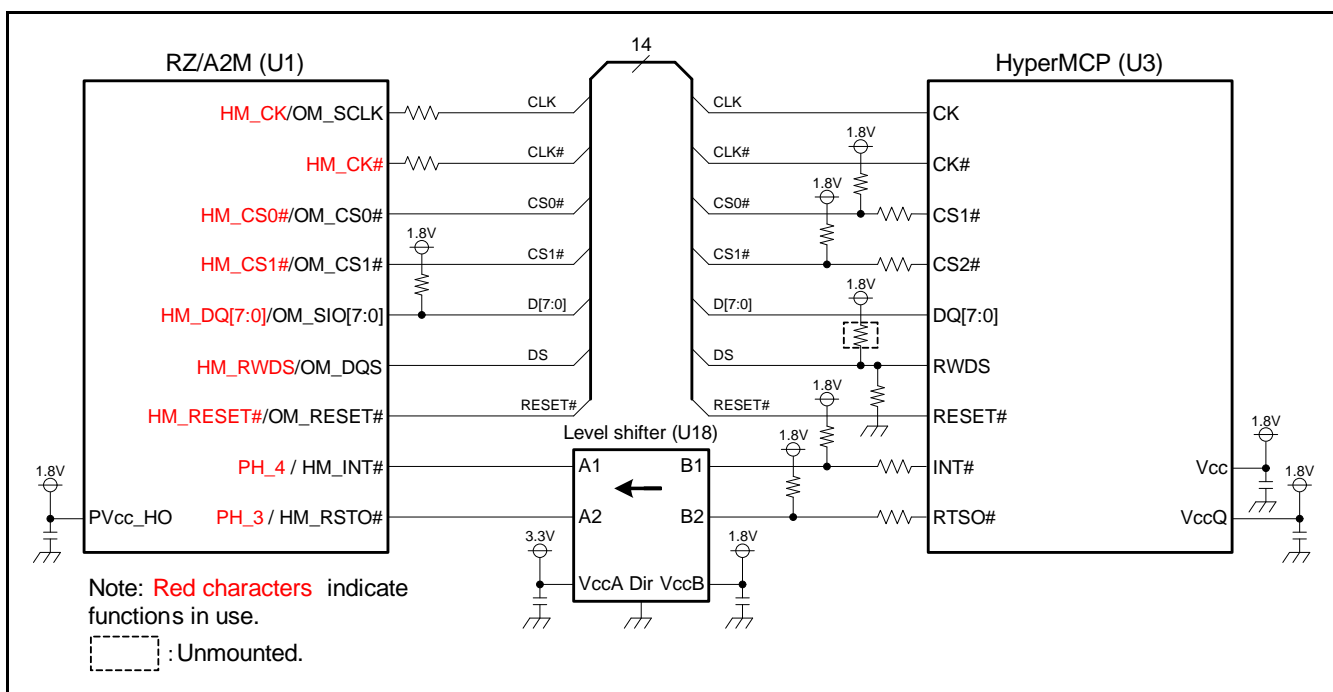 RZ/A2M (U1)
14
HyperMCP (U3)
HM_CK/OM_SCLK
CLK
CLK
CK
1.8V
HM_CK#
CLK#
CLK#
CK#
1.8V
HM_CS0#/OM_CS0#
CS0#
CS0#
CS1#
1.8V
HM_CS1#/OM_CS1#
CS1#
CS1#
CS2#
1.8V
HM_DQ[7:0]/OM_SIO[7:0]
D[7:0]
D[7:0]
DQ[7:0]
HM_RWDS/OM_DQS
DS
DS
RWDS
1.8V
HM_RESET#/OM_RESET#
RESET#
RESET#
RESET#
Level shifter (U18)
1.8V
1.8V
PH_4 / HM_INT#
A1
B1
INT#
Vcc
1.8V
1.8V
PVcc_HO
PH_3 / HM_RSTO#
A2
B2
RTSO#
VccQ
3.3V
1.8V
VccA Dir VccB
Note: Red characters indicate
functions in use.
: Unmounted.